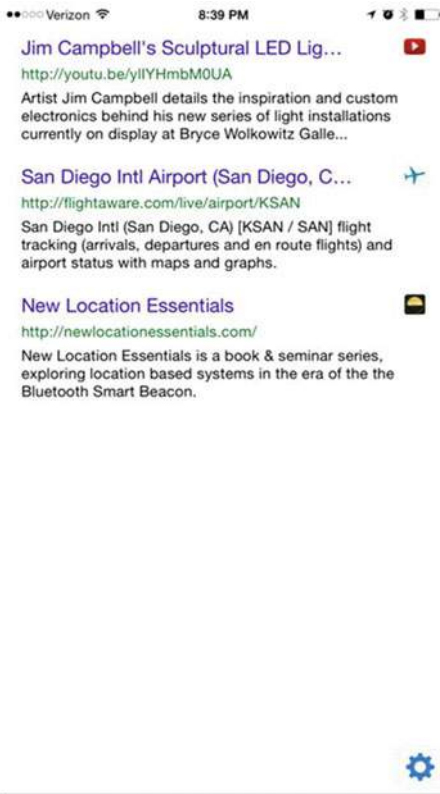 Verizon 8:39 PM
Jim Campbell's Sculptural LED Lig...
http://youtu.be/yIIYHmbM0UA
Artist Jim Campbell details the inspiration and custom
electronics behind his new series of light installations
currently on display at Bryce Wolkowitz Galle...
San Diego Intl Airport (San Diego, C...
http://flightaware.com/live/airport/KSAN
San Diego Intl (San Diego, CA) [KSAN / SAN] flight
tracking (arrivals, departures and en route flights) and
airport status with maps and graphs.
New Location Essentials
http://newlocationessentials.com/
New Location Essentials is a book & seminar series,
exploring location based systems in the era of the the
Bluetooth Smart Beacon.